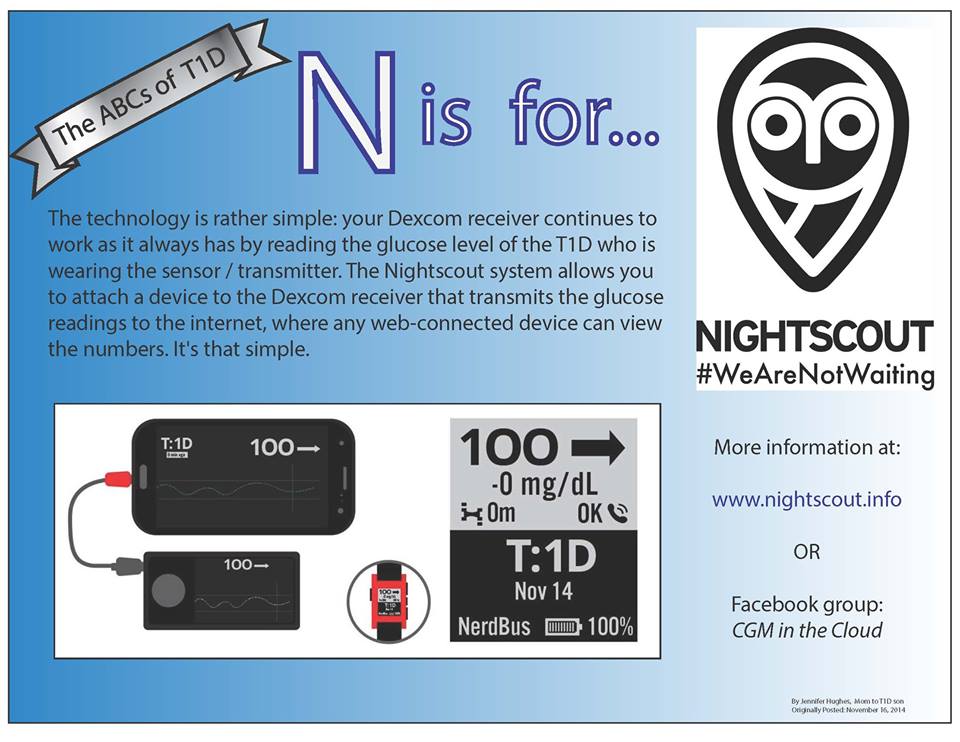 The ABCs of T1D
N is for...
The technology is rather simple: your Dexcom receiver continues to
work as it always has by reading the glucose level of the T1D who is
wearing the sensor / transmitter. The Nightscout system allows you
to attach a device to the Dexcom receiver that transmits the glucose
readings to the internet, where any web-connected device can view
the numbers. It's that simple.
NIGHTSCOUT
#WeAreNotWaiting
More information at:
www.nightscout.info
OR
Facebook group:
CGM in the Cloud
T:1D
100
100
100
T:1D
100
-0 mg/dL
0m OK
T:1D
Nov 14
NerdBus 100%
By Jennifer Hughes, Mom to T1D son
Originally Posted: November 16, 2014